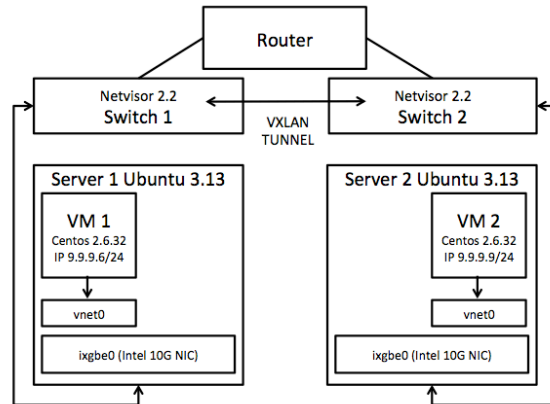 Router
Netvisor 2.2
Switch 1
Netvisor 2.2
Switch 2
VXLAN
TUNNEL
Server 1 Ubuntu 3.13
VM 1
Centos 2.6.32
IP 9.9.9.6/24
vnet0
ixgbe0 (Intel 10G NIC)
Server 2 Ubuntu 3.13
VM 2
Centos 2.6.32
IP 9.9.9.9/24
vnet0
ixgbe0 (Intel 10G NIC)